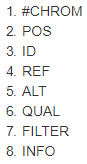 1. #CHROM
2. POS
3. ID
4. REF
5. ALT
6. QUAL
7. FILTER
8. INFO